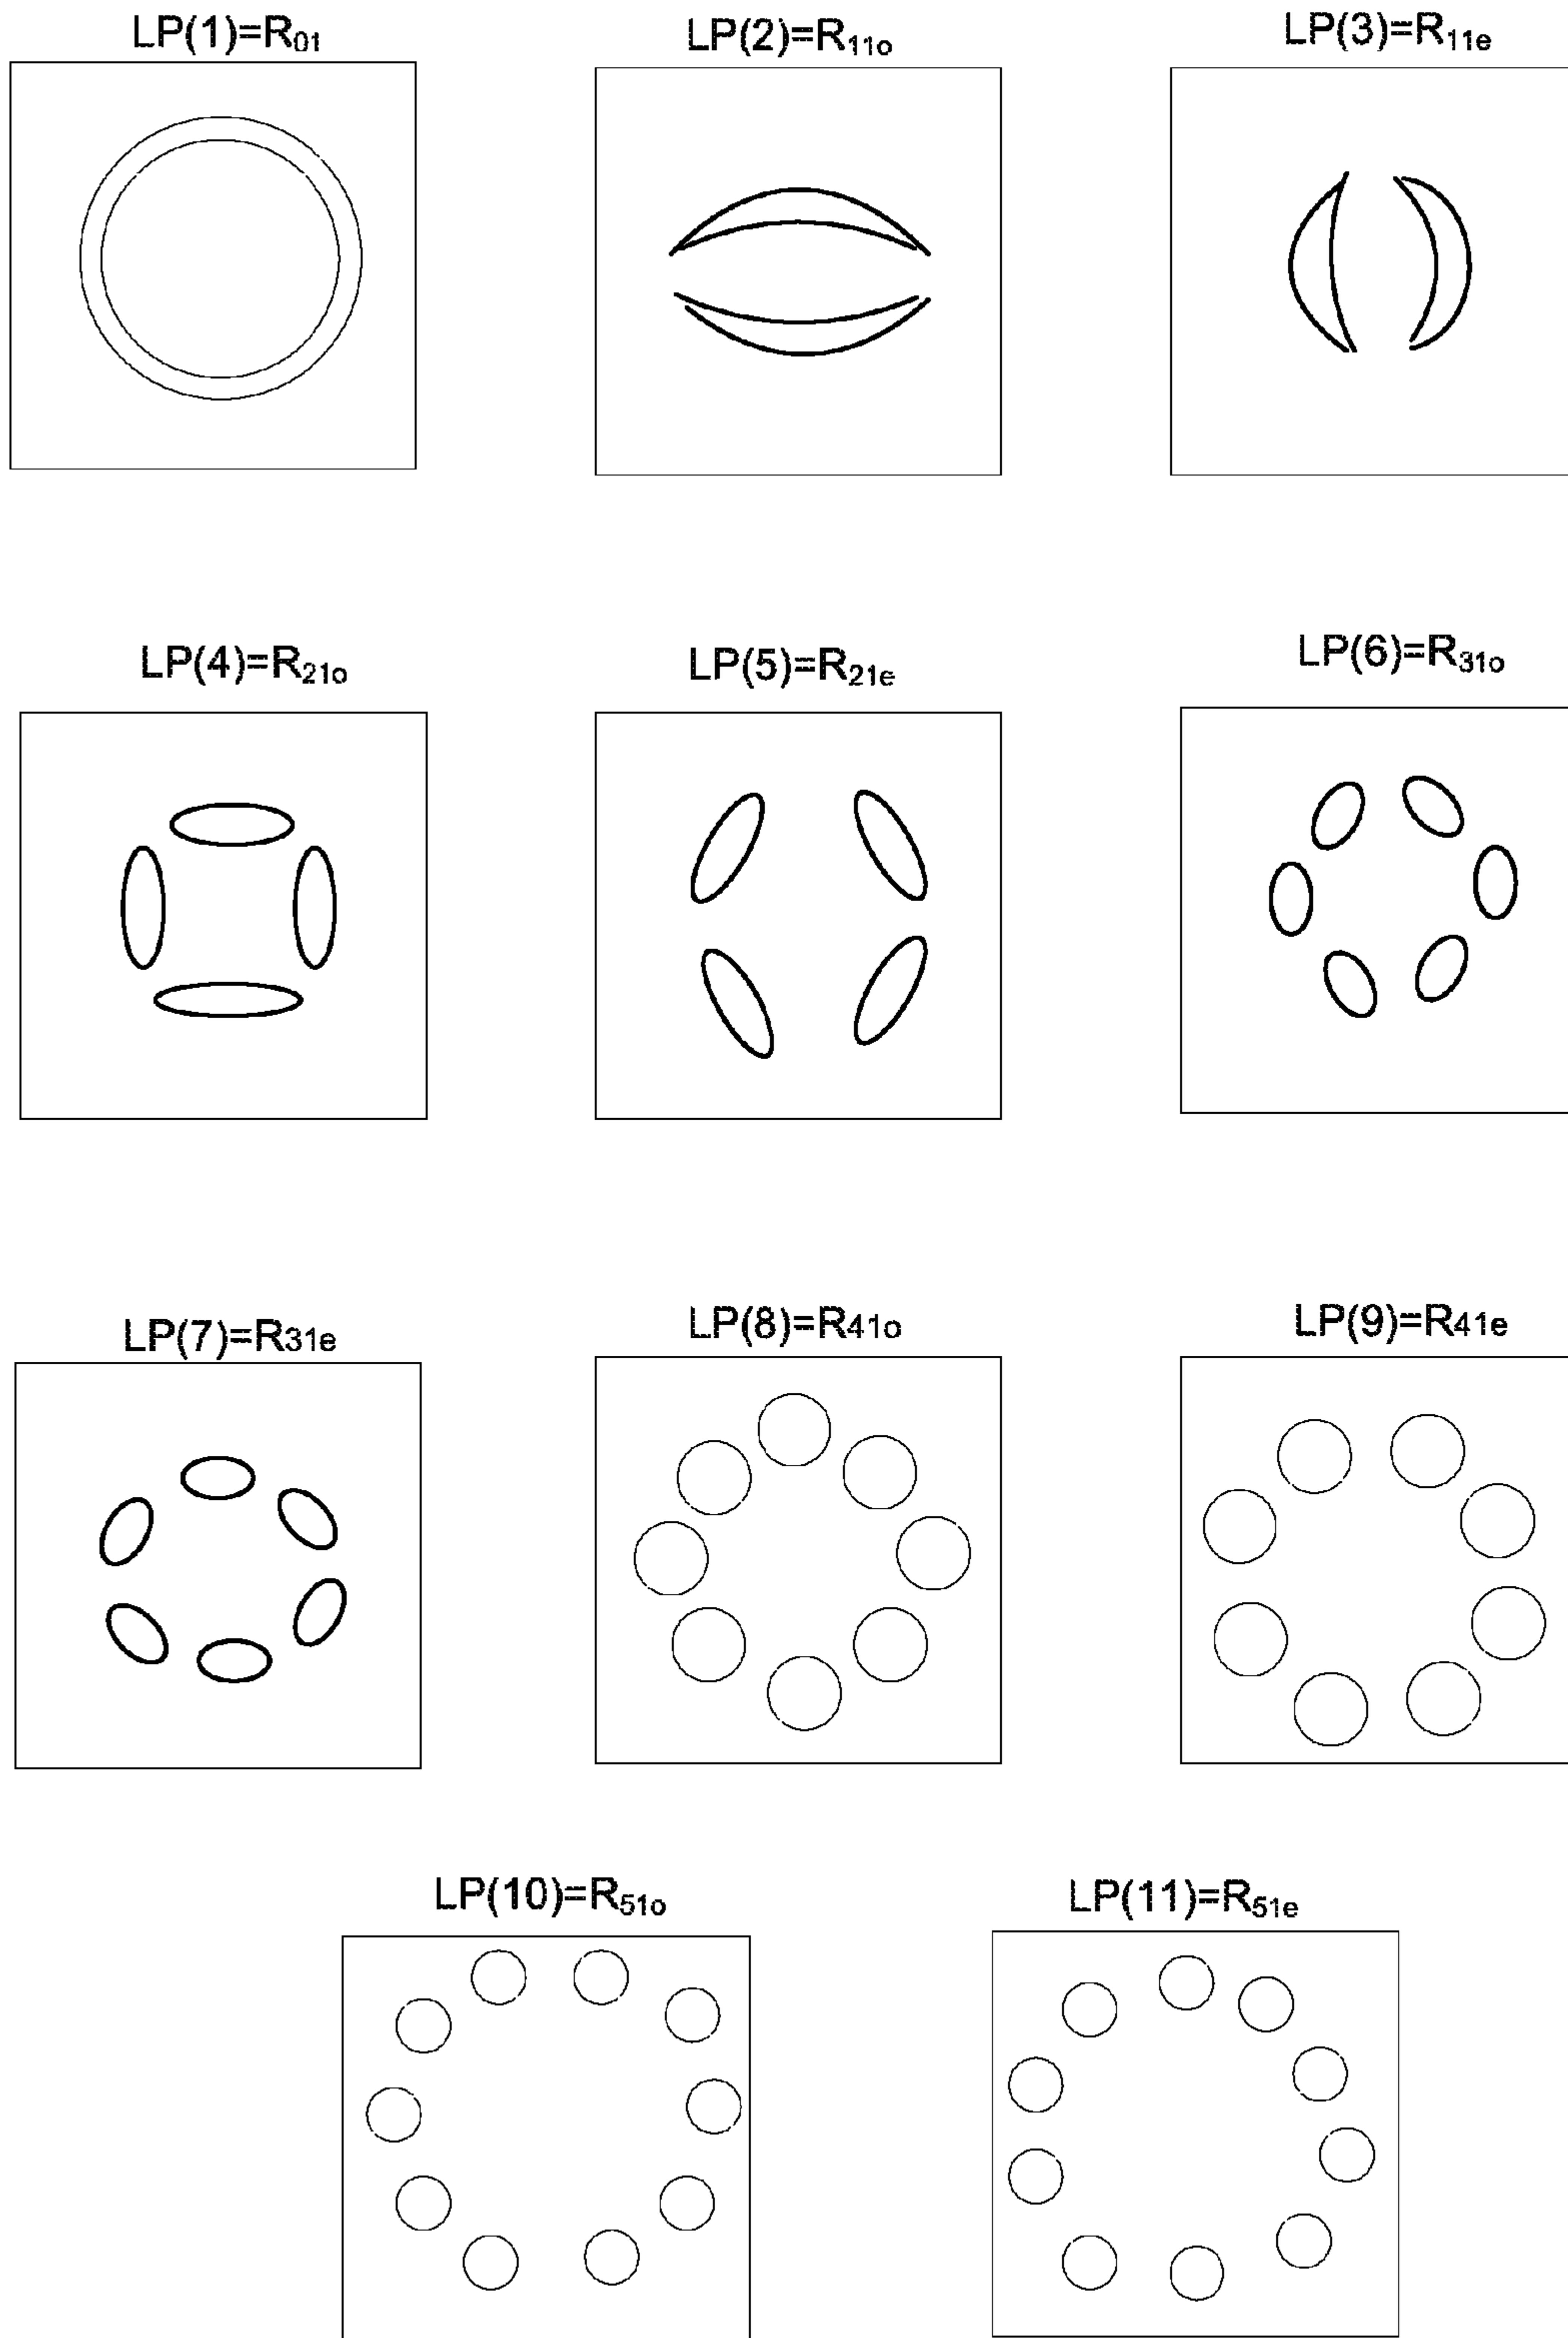 LP(1)=R01
LP(2)=R11o
LP(3)=R11e
LP(4)=R21o
LP(5)=R21e
LP(6)=R31o
LP(7)=R31e
LP(8)=R41o
LP(9)=R41e
LP(10)=R51o
LP(11)=R51e